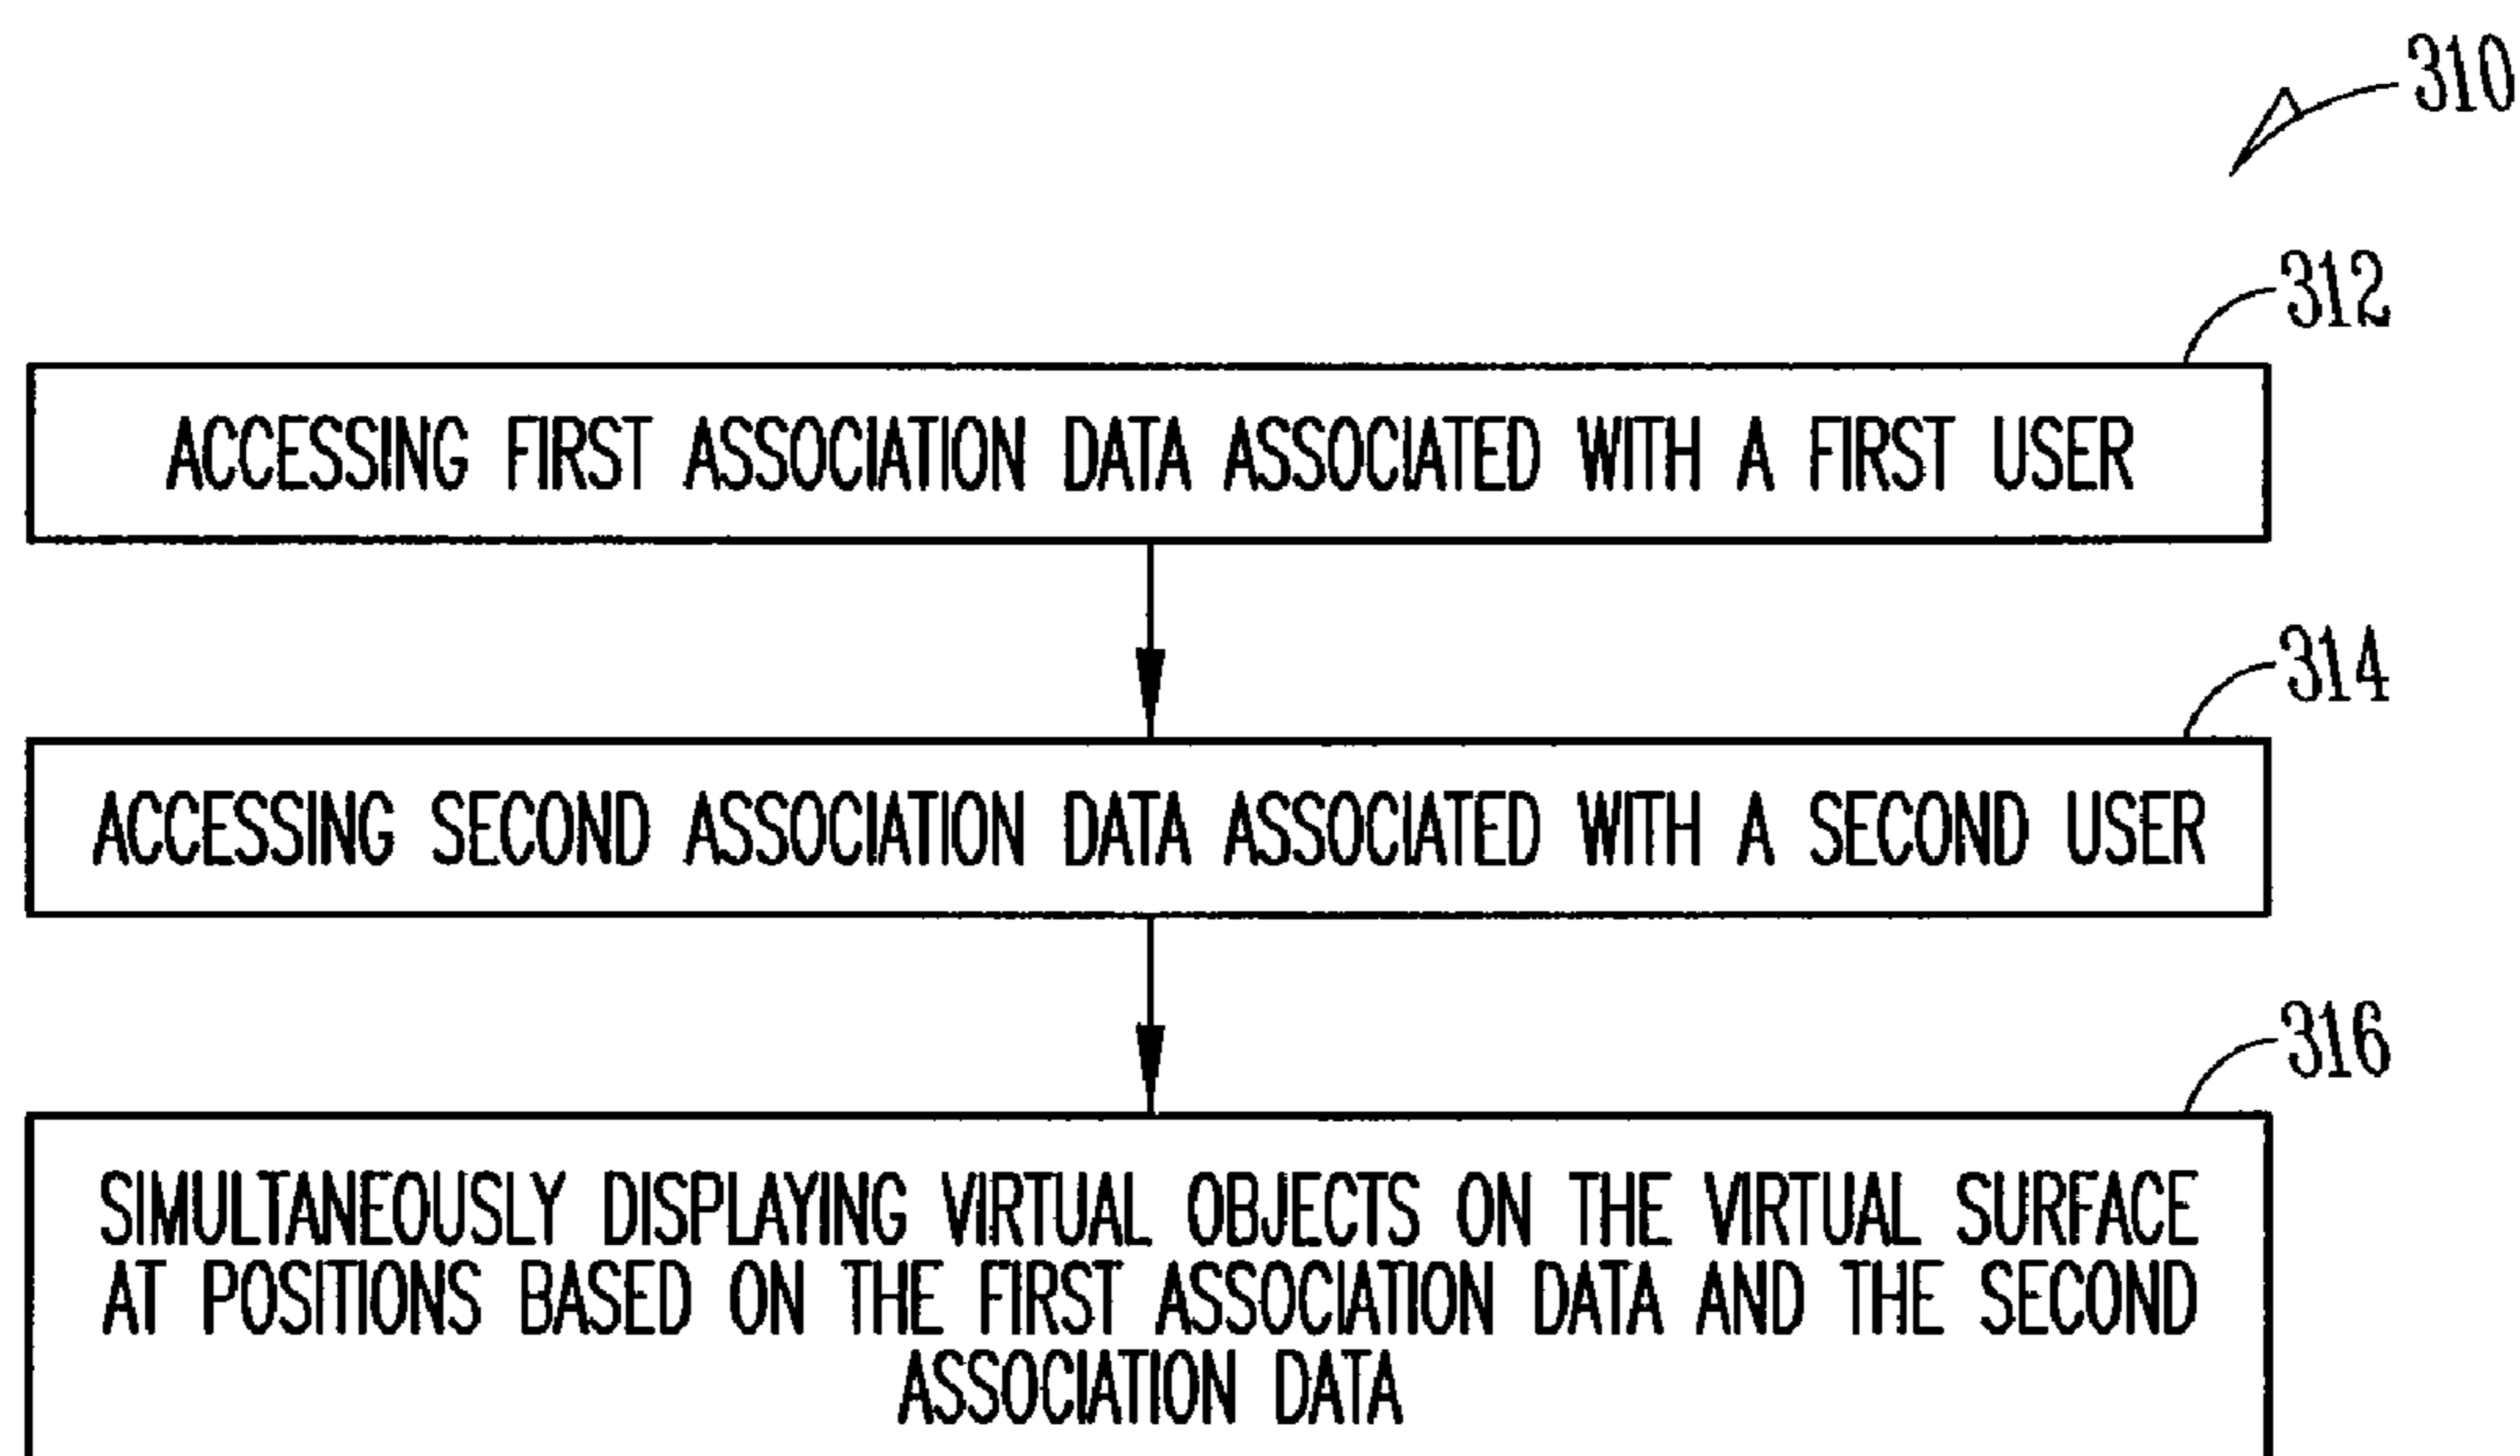 310
312
ACCESSING FIRST ASSOCIATION DATA ASSOCIATED WITH A FIRST USER
314
ACCESSING SECOND ASSOCIATION DATA ASSOCIATED WITH A SECOND USER
316
SIMULTANEOUSLY DISPLAYING VIRTUAL OBJECTS ON THE VIRTUAL SURFACE
AT POSITIONS BASED ON THE FIRST ASSOCIATION DATA AND THE SECOND
ASSOCIATION DATA